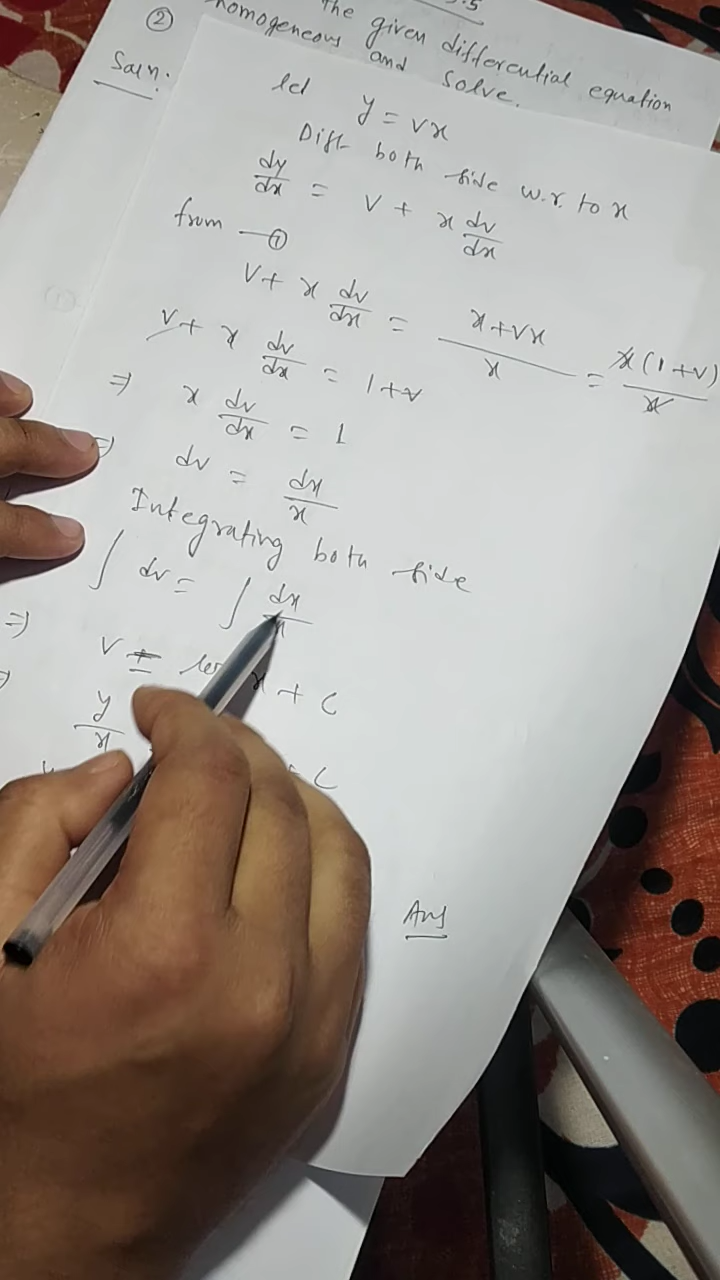 .5
② the given differential equation
homogeneous and solve.
Soln:
let y = vx
Diff both side w.r. to x
dy/dx = v + x dv/dx
from —①
v + x dv/dx = x+vx/x = x(1+v)/x
v + x dv/dx = 1+v
⇒ x dv/dx = 1
⇒ dv = dx/x
Integrating both side
∫ dv = ∫ dx/x
⇒ v = x + C
⇒ y/x
C
Ans